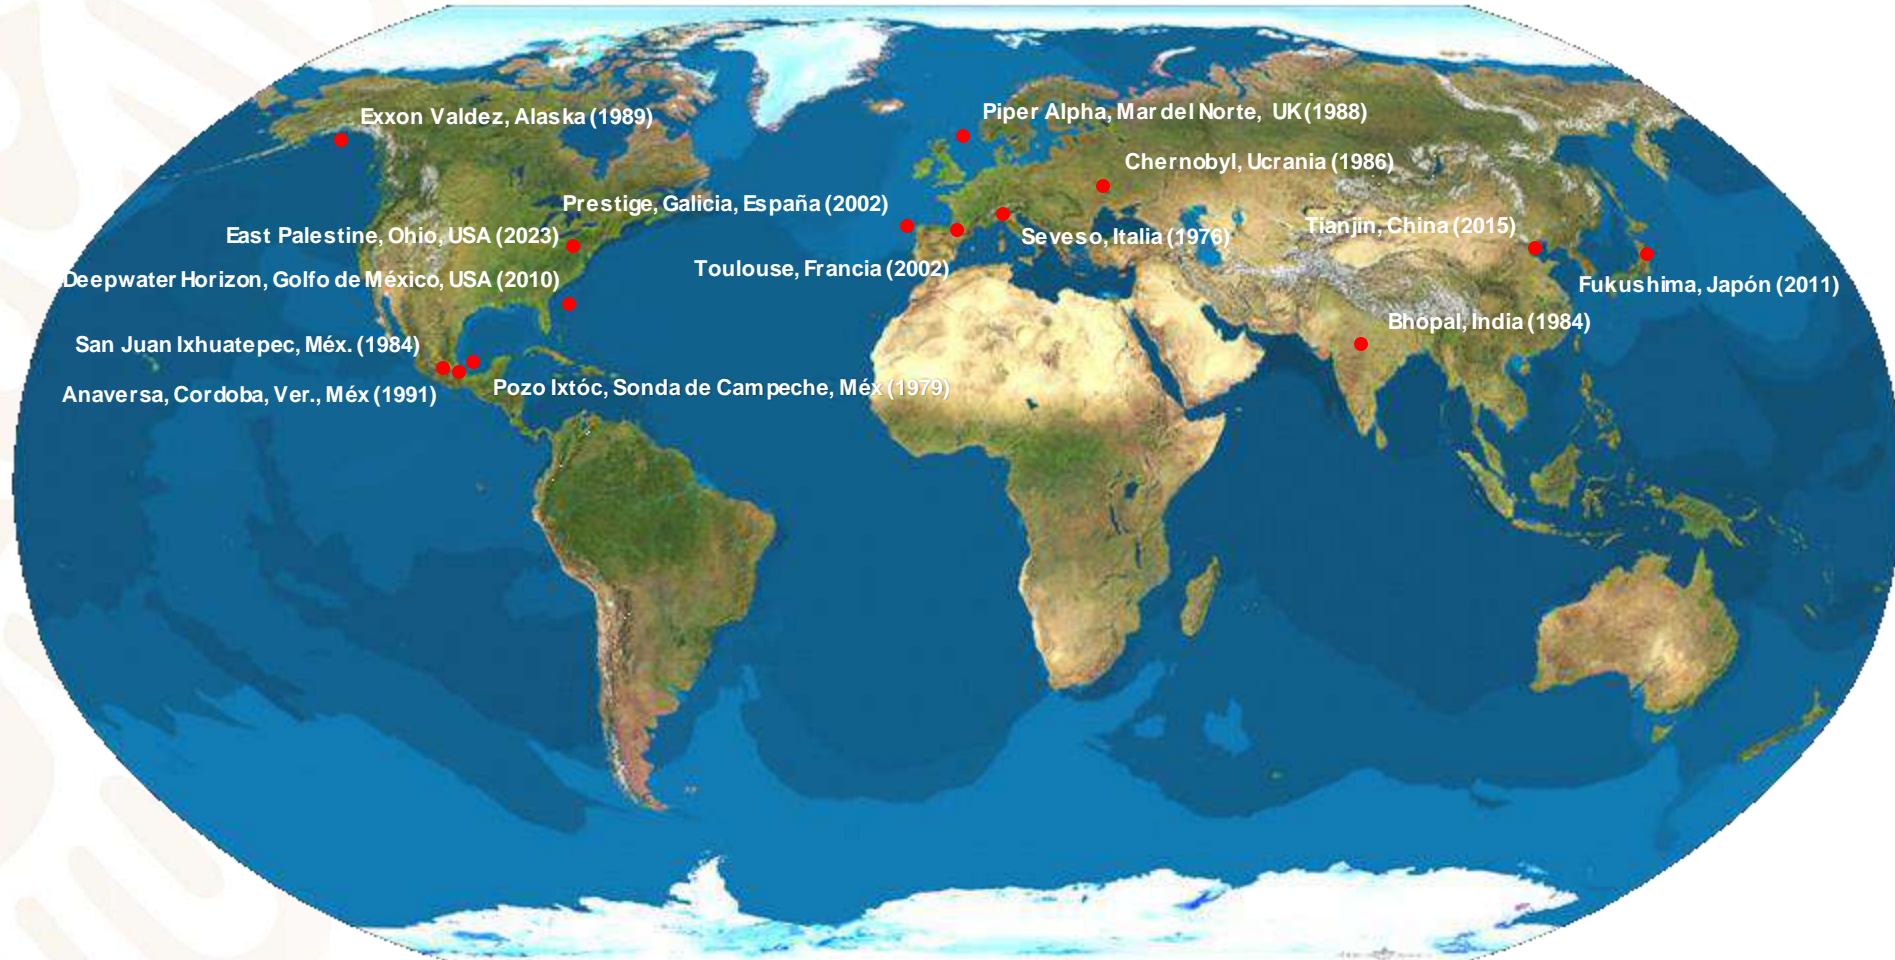 Exxon Valdez, Alaska (1989)
Piper Alpha, Mar del Norte, UK (1988)
Chernobyl, Ucrania (1986)
Prestige, Galicia, España (2002)
East Palestine, Ohio, USA (2023)
Seveso, Italia (1976)
Tianjin, China (2015)
Toulouse, Francia (2002)
Deepwater Horizon, Golfo de México, USA (2010)
Fukushima, Japón (2011)
Bhopal, India (1984)
San Juan Ixhuatepec, Méx. (1984)
Pozo Ixtóc, Sonda de Campeche, Méx (1979)
Anaversa, Cordoba, Ver., Méx (1991)